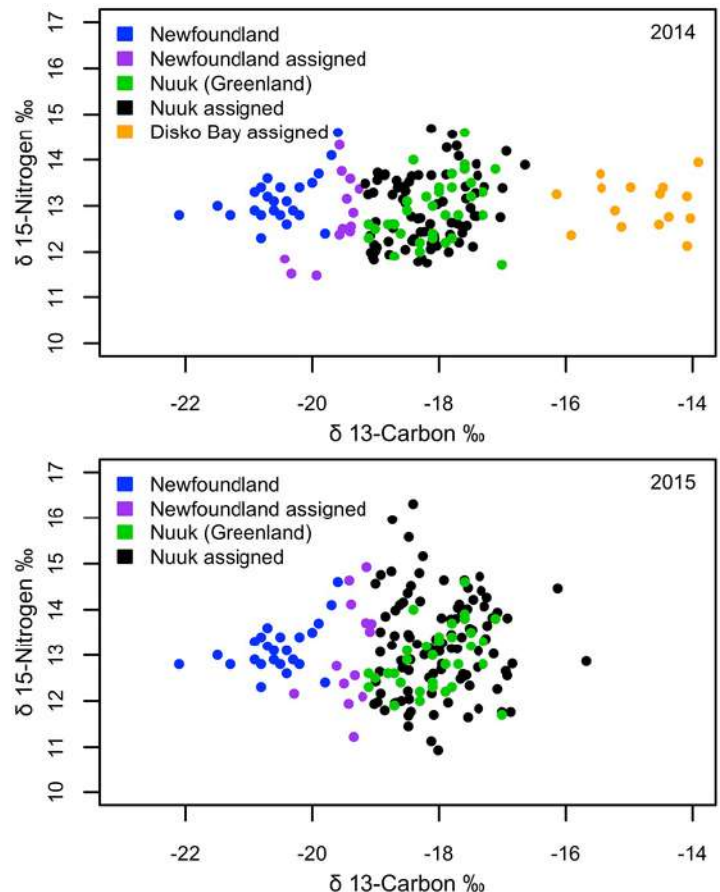 2014
Newfoundland
Newfoundland assigned
Nuuk (Greenland)
Nuuk assigned
Disko Bay assigned
δ 15-Nitrogen ‰
17
16
15
14
13
12
11
10
-22 -20 -18 -16 -14
δ 13-Carbon ‰
2015
Newfoundland
Newfoundland assigned
Nuuk (Greenland)
Nuuk assigned
δ 15-Nitrogen ‰
17
16
15
14
13
12
11
10
-22 -20 -18 -16 -14
δ 13-Carbon ‰